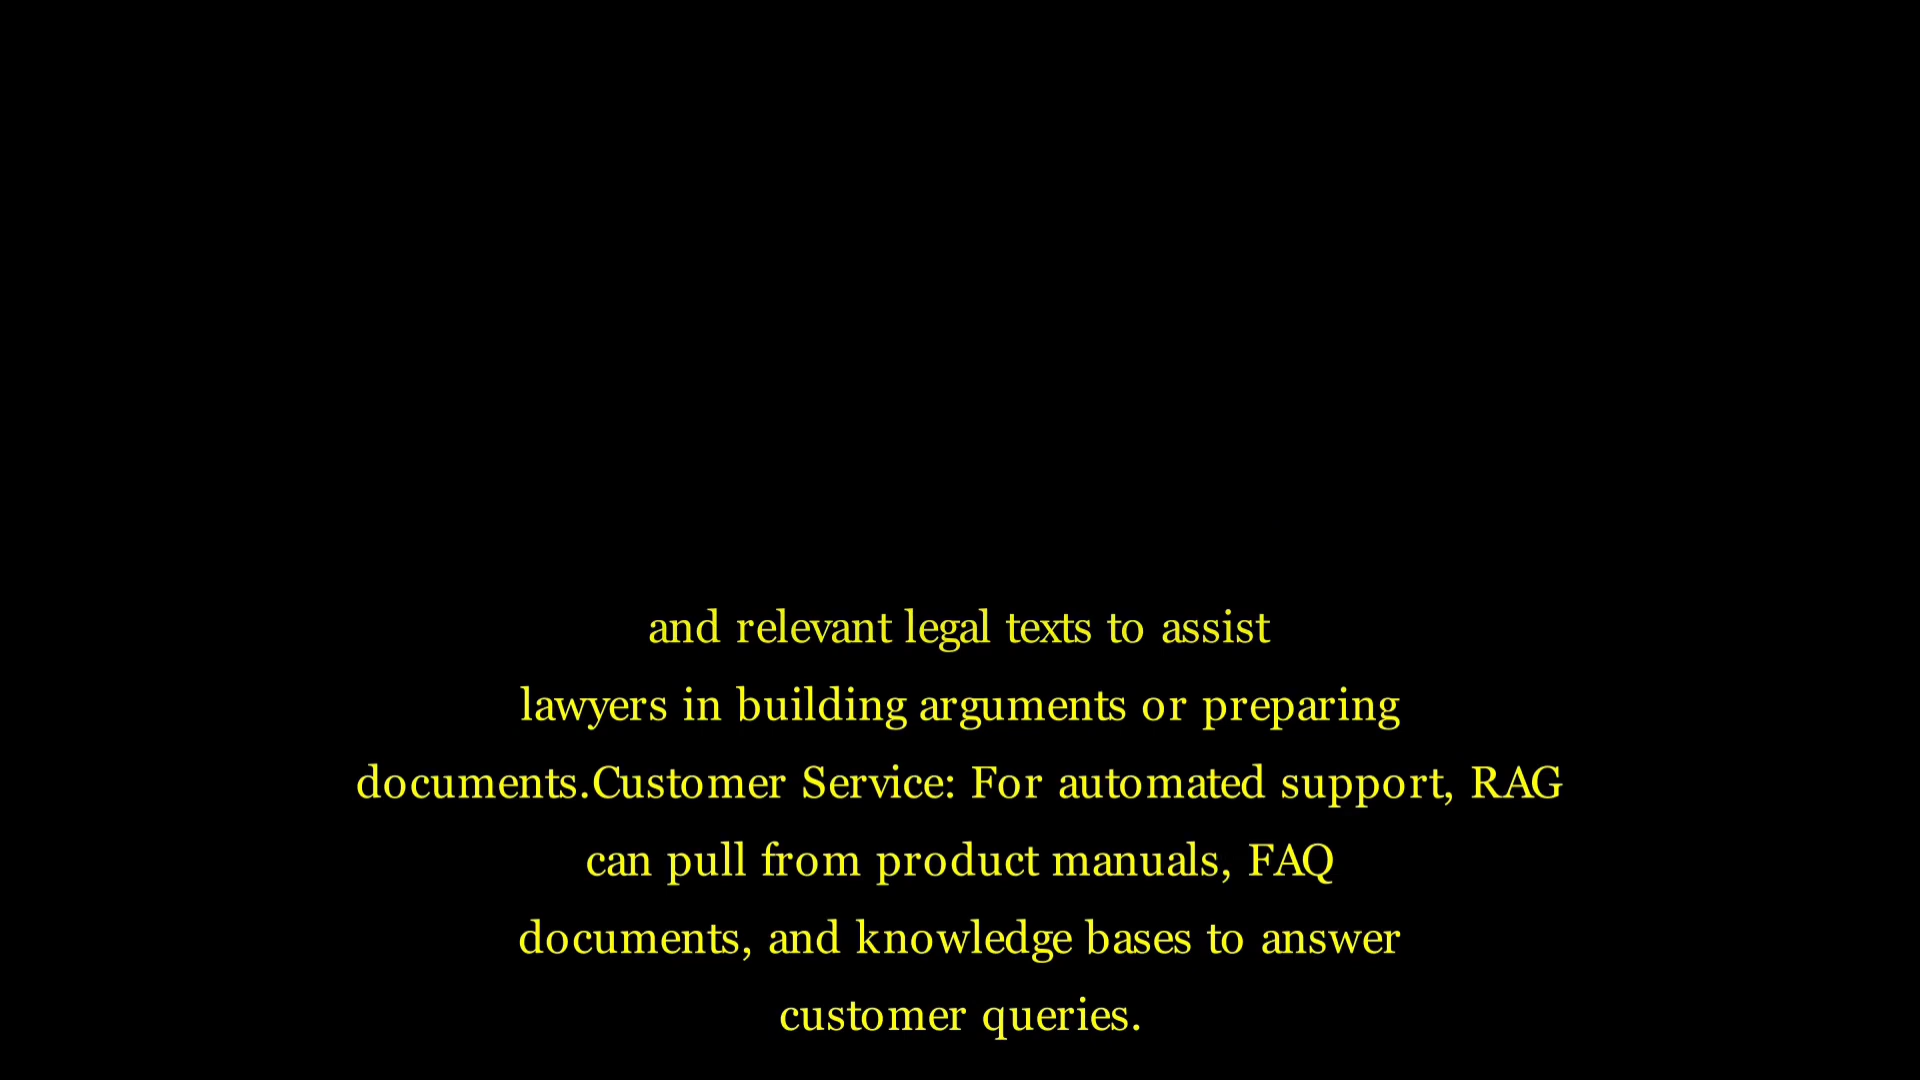 and relevant legal texts to assist
lawyers in building arguments or preparing
documents.Customer Service: For automated support, RAG
can pull from product manuals, FAQ
documents, and knowledge bases to answer
customer queries.